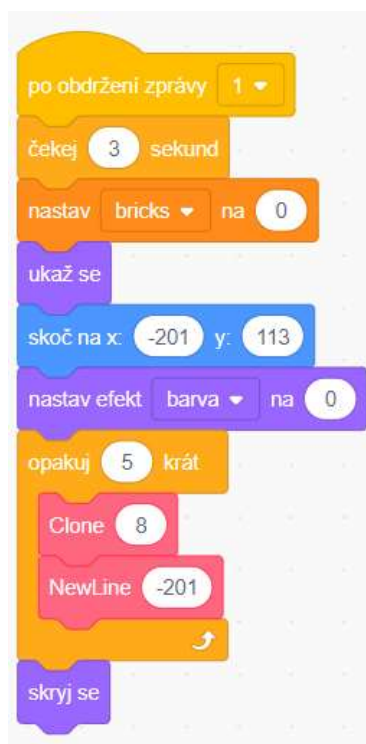 po obdržení zprávy 1
čekej 3 sekund
nastav bricks na 0
ukaž se
skoč na x: -201 y: 113
nastav efekt barva na 0
opakuj 5 krát
Clone 8
NewLine -201
skryj se